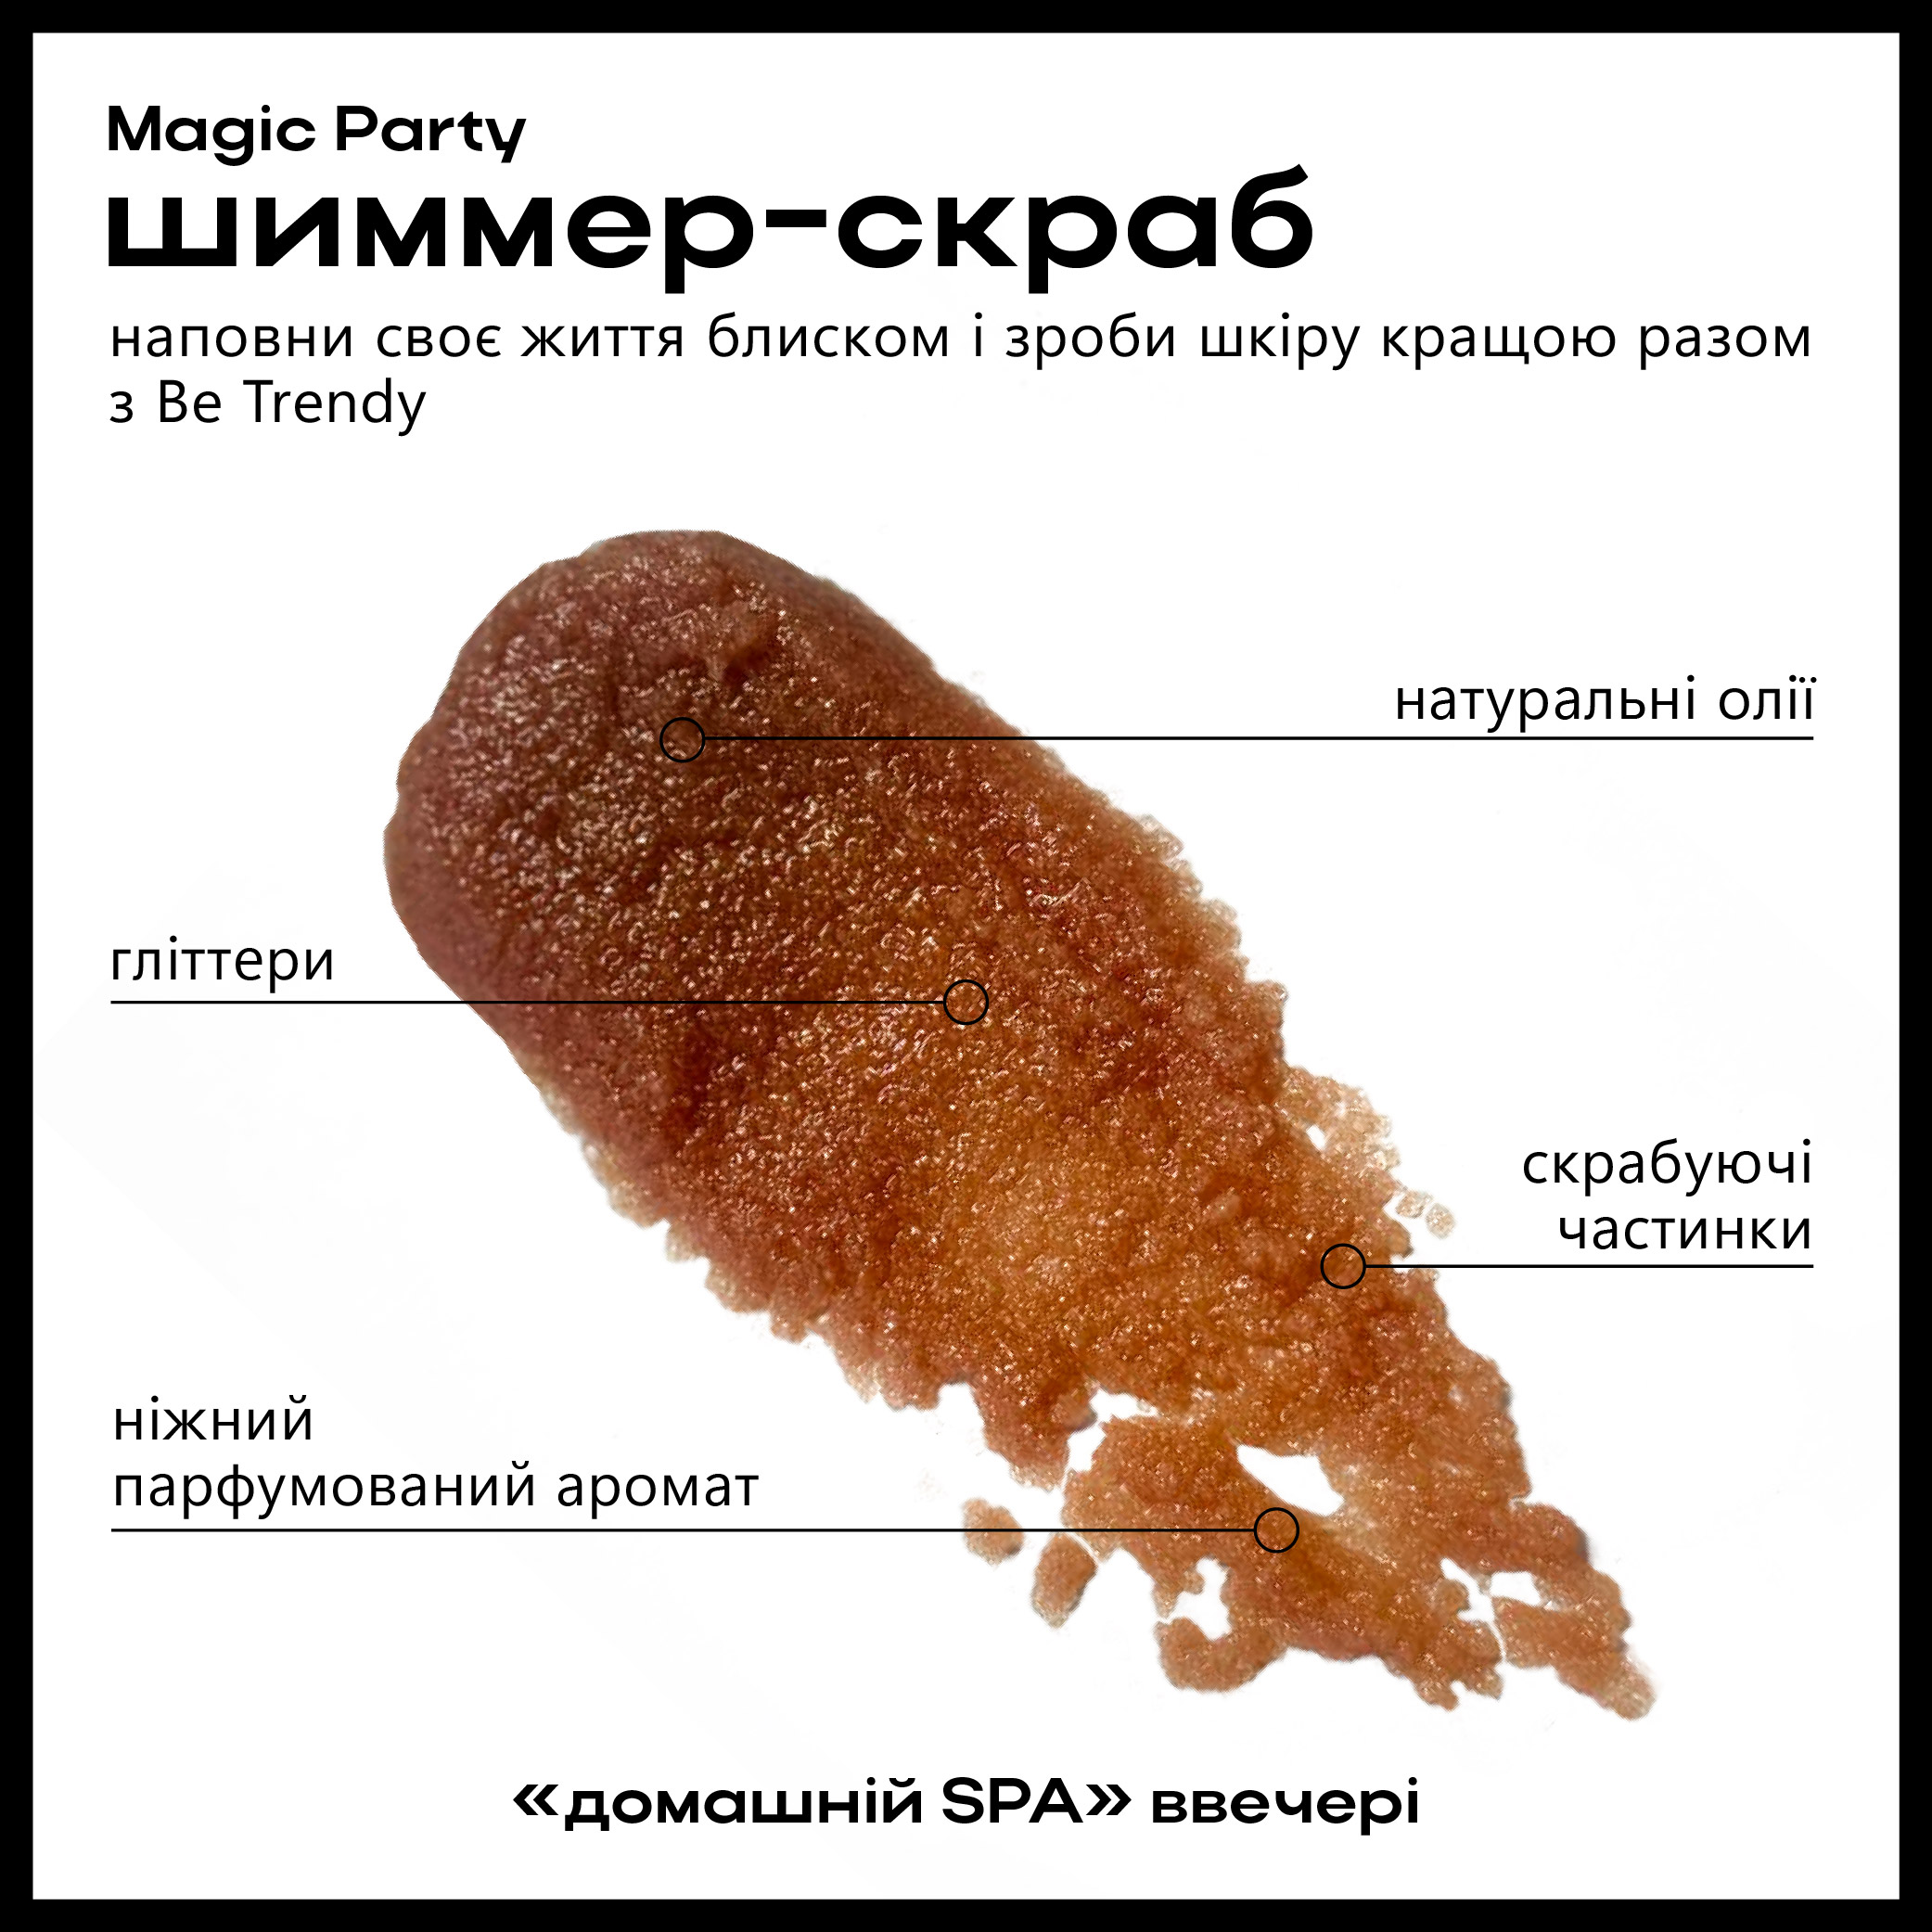 Magic Party
шиммер-скраб
наповни своє життя блиском і зроби шкіру кращою разом
з Be Trendy
натуральні олії
гліттери
скрабуючі
частинки
ніжний
парфумований аромат
«домашній SPA» ввечері